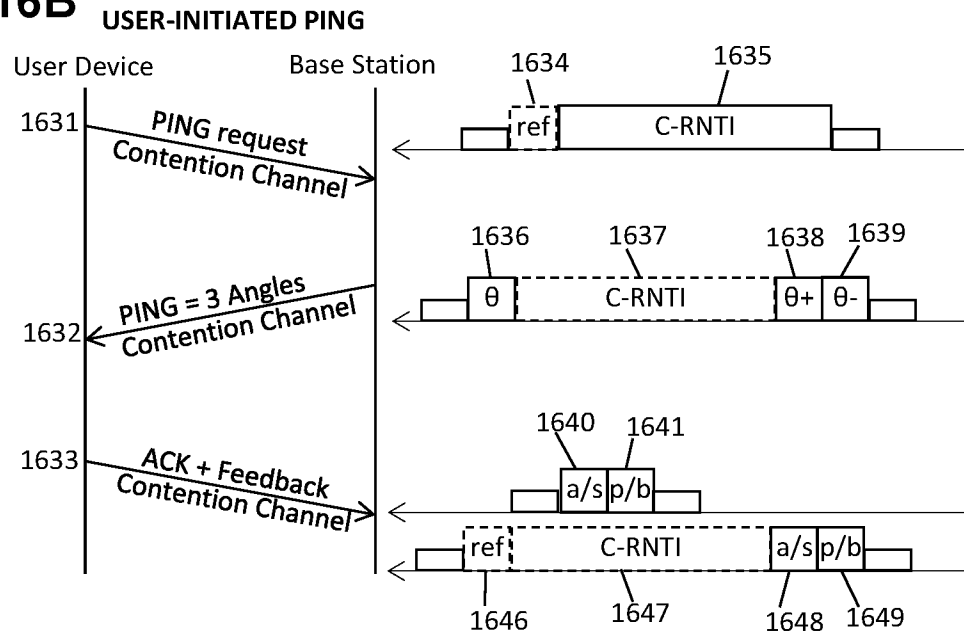 16B
USER-INITIATED PING
User Device Base Station
1634
1635
1631
PING request
Contention Channel
ref C-RNTI
1636 1637 1638 1639
PING = 3 Angles
Contention Channel
1632
θ C-RNTI θ+ θ-
1640 1641
1633
ACK + Feedback
Contention Channel
a/s p/b
ref C-RNTI a/s p/b
1646 1647 1648 1649